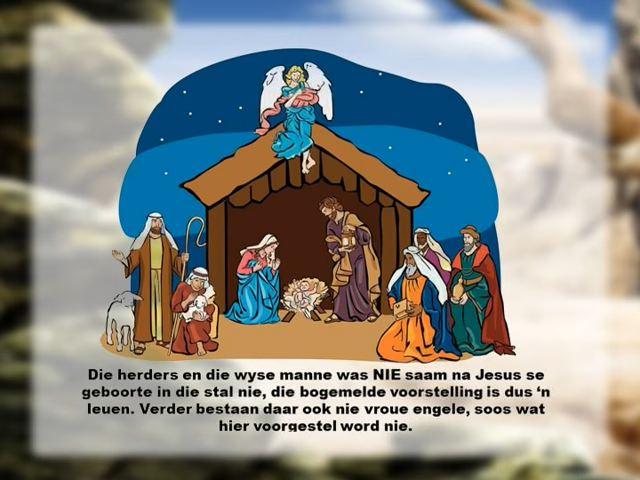 Die herders en die wyse manne was NIE saam na Jesus se
geboorte in die stal nie, die bogemelde voorstelling is dus ‘n
leuen. Verder bestaan daar ook nie vroue engele, soos wat
hier voorgestel word nie.